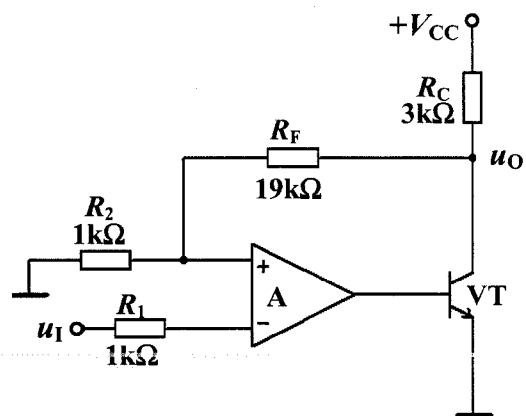 +V_CC
R_C
3kΩ
R_F
u_O
19kΩ
R_2
1kΩ
+
A
VT
R_1
−
u_I
1kΩ